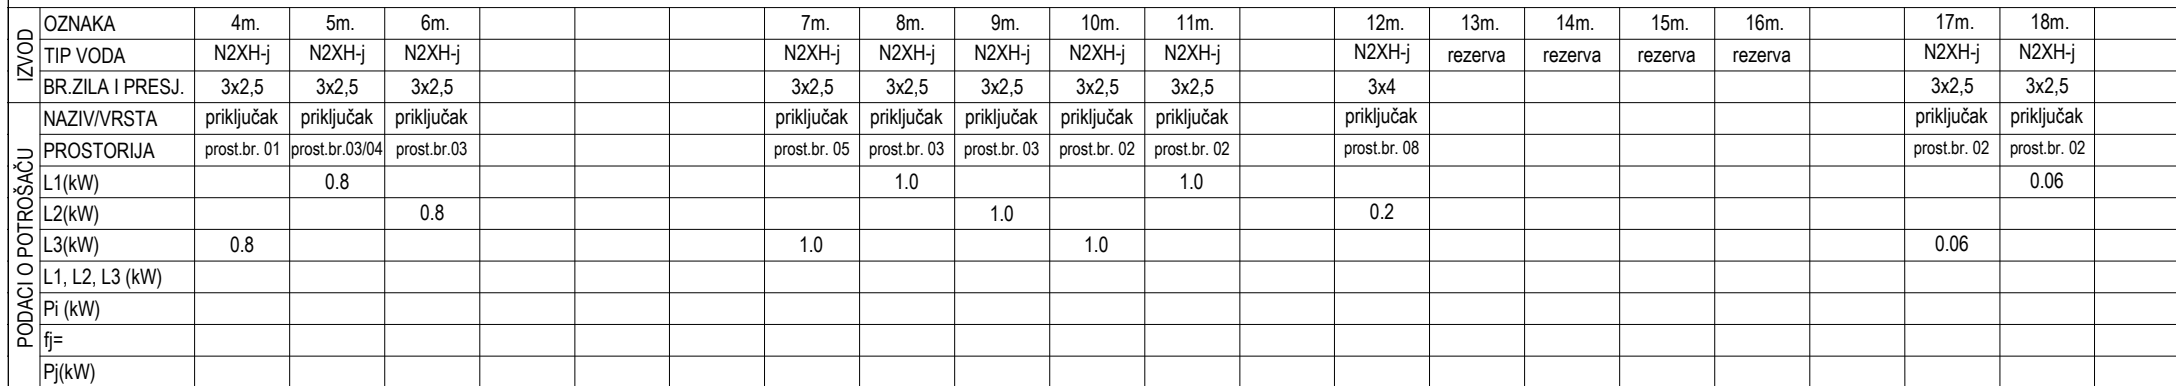 IZVOD
OZNAKA 4m. 5m. 6m. 7m. 8m. 9m. 10m. 11m. 12m. 13m. 14m. 15m. 16m. 17m. 18m.
TIP VODA N2XH-j N2XH-j N2XH-j N2XH-j N2XH-j N2XH-j N2XH-j N2XH-j N2XH-j rezerva rezerva rezerva rezerva N2XH-j N2XH-j
BR.ZILA I PRESJ. 3x2,5 3x2,5 3x2,5 3x2,5 3x2,5 3x2,5 3x2,5 3x2,5 3x4 3x2,5 3x2,5
PODACI O POTROŠAČU
NAZIV/VRSTA priključak priključak priključak priključak priključak priključak priključak priključak priključak priključak priključak
PROSTORIJA prost.br. 01 prost.br.03/04 prost.br.03 prost.br. 05 prost.br. 03 prost.br. 03 prost.br. 02 prost.br. 02 prost.br. 08 prost.br. 02 prost.br. 02
L1(kW) 0.8 1.0 1.0 0.06
L2(kW) 0.8 1.0 0.2
L3(kW) 0.8 1.0 1.0 0.06
L1, L2, L3 (kW)
Pi (kW)
fj=
Pj(kW)